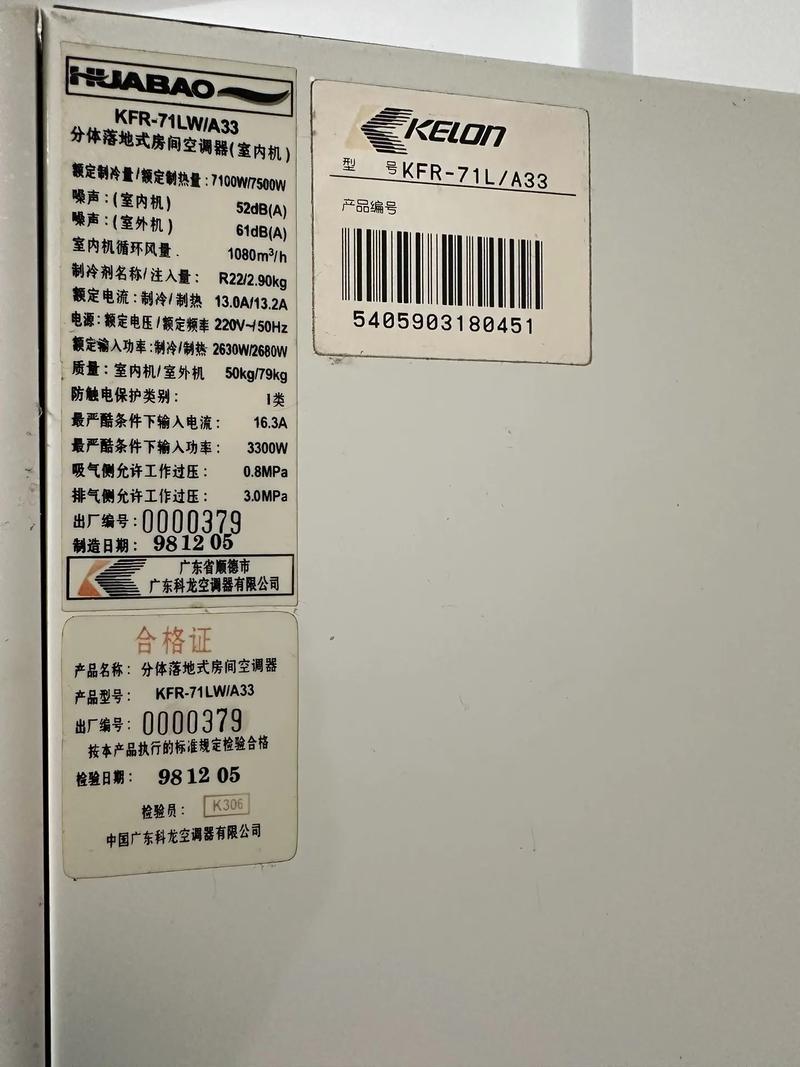 HUABAO
KFR-71LW/A33
分体落地式房间空调器(室内机)
额定制冷量/额定制热量:7100W/7500W
噪声:(室内机) 52dB(A)
噪声:(室外机) 61dB(A)
室内机循环风量. 1080m³/h
制冷剂名称/注入量: R22/2.90kg
额定电流:制冷/制热 13.0A/13.2A
电源:额定电压/额定频率 220V~/50Hz
额定输入功率:制冷/制热 2630W/2680W
质量:室内机/室外机 50kg/79kg
防触电保护类别: I类
最严酷条件下输入电流: 16.3A
最严酷条件下输入功率: 3300W
吸气侧允许工作过压: 0.8MPa
排气侧允许工作过压: 3.0MPa
出厂编号:0000379
制造日期: 98 12 05
广东省顺德市
广东科龙空调器有限公司
合格证
产品名称: 分体落地式房间空调器
产品型号: KFR-71LW/A33
出厂编号: 0000379
按本产品执行的标准规定检验合格
检验日期: 98 12 05
检验员: K306
中国广东科龙空调器有限公司
KELON
型 号 KFR-71L/A33
产品编号
5405903180451